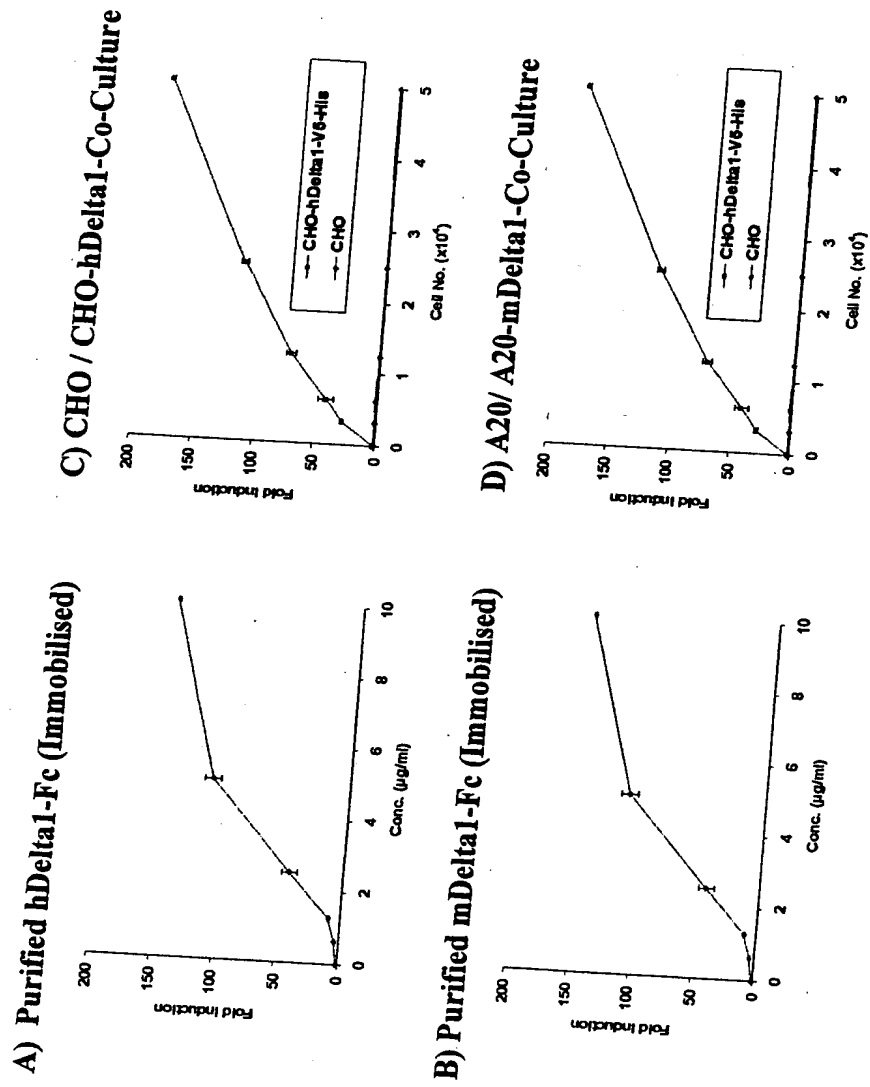 A) Purified hDelta1-Fc (Immobilised)
200
150
100
50
0
Fold Induction
0 2 4 6 8 10
Conc. (µg/ml)
B) Purified mDelta1-Fc (Immobilised)
200
150
100
50
0
Fold Induction
0 2 4 6 8 10
Conc. (µg/ml)
C) CHO / CHO-hDelta1-Co-Culture
200
150
100
50
0
Fold Induction
CHO-hDelta1-V5-His
CHO
0 1 2 3 4 5
Cell No. (x10⁴)
D) A20/ A20-mDelta1-Co-Culture
200
150
100
50
0
Fold Induction
CHO-hDelta1-V5-His
CHO
0 1 2 3 4 5
Cell No. (x10⁴)